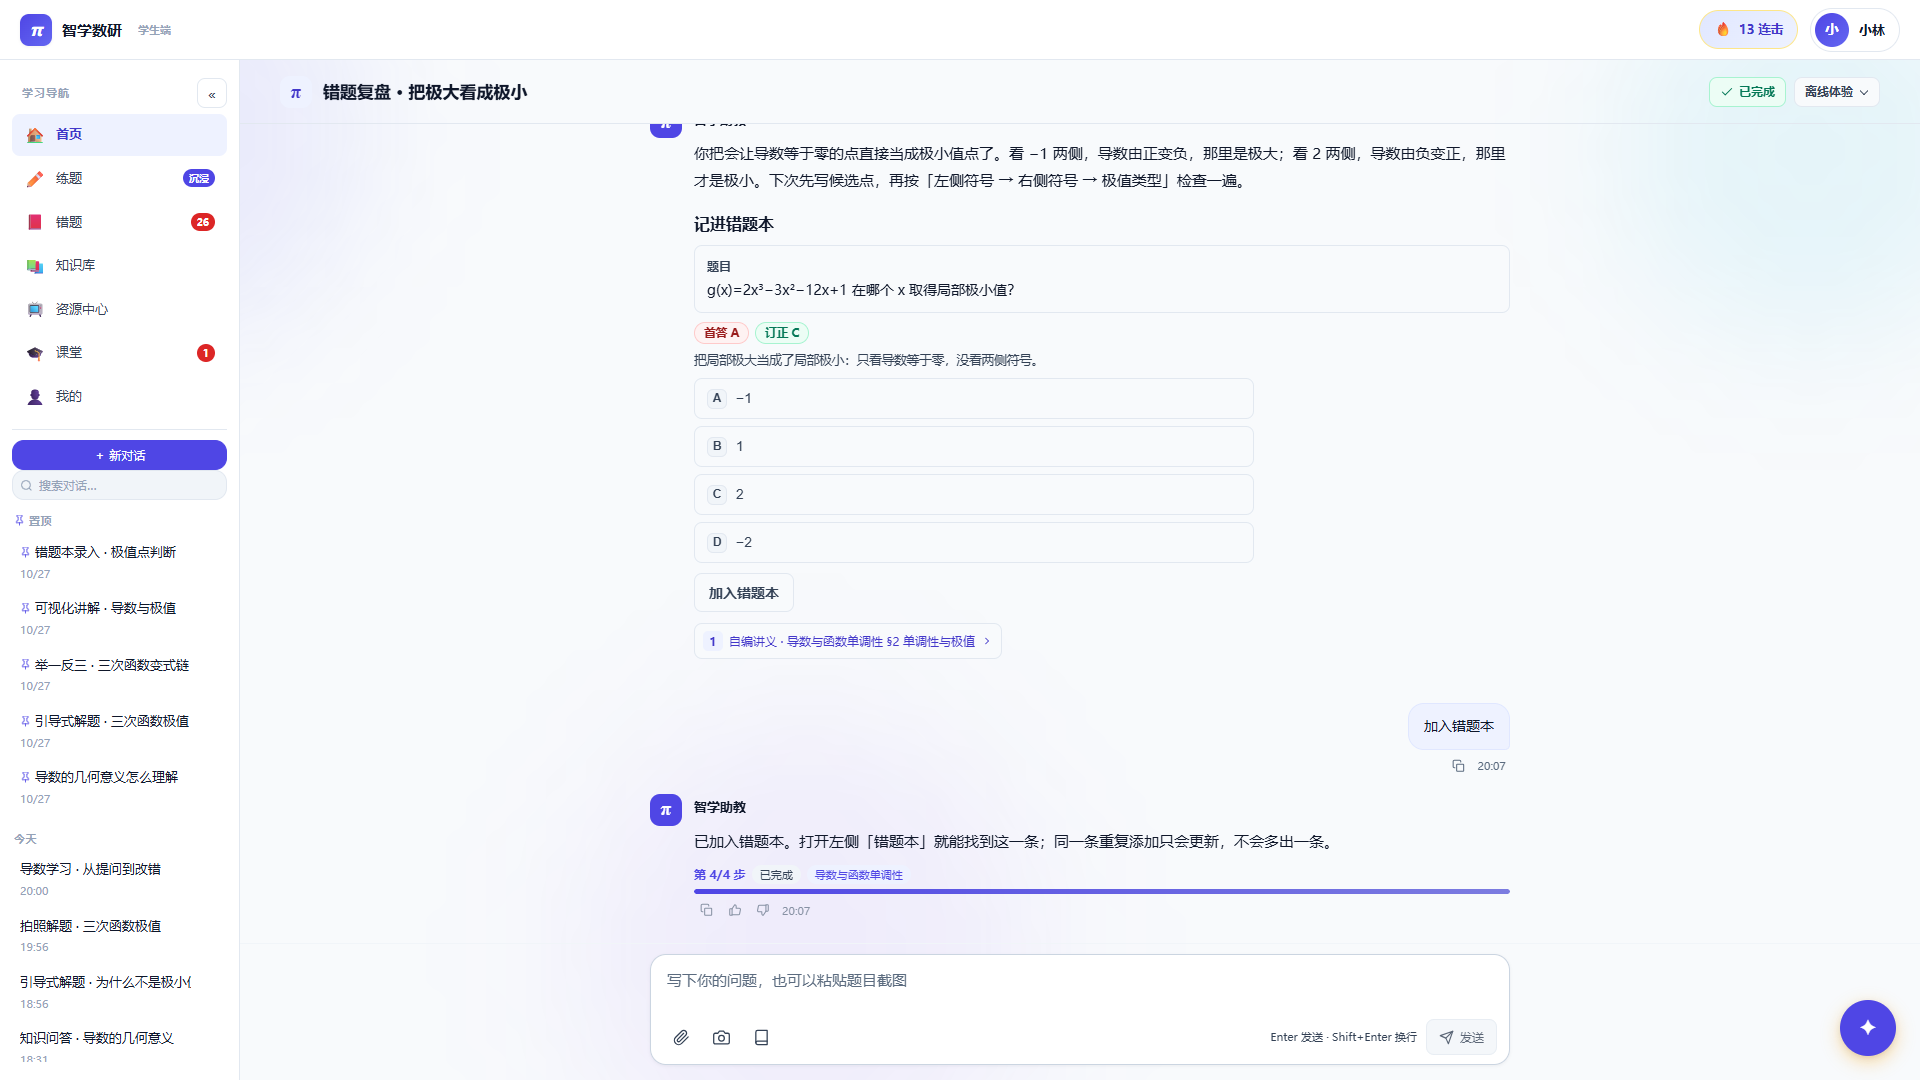 π 智学数研 学生端
13 连击
小 小林
学习导航 «
首页
练题 沉浸
错题 26
知识库
资源中心
课堂 1
我的
+ 新对话
搜索对话...
置顶
错题本录入 · 极值点判断
10/27
可视化讲解 · 导数与极值
10/27
举一反三 · 三次函数变式链
10/27
引导式解题 · 三次函数极值
10/27
导数的几何意义怎么理解
10/27
今天
导数学习 · 从提问到改错
20:00
拍照解题 · 三次函数极值
19:56
引导式解题 · 为什么不是极小
18:56
知识问答 · 导数的几何意义
18:31
π 错题复盘 · 把极大看成极小
已完成 离线体验
你把会让导数等于零的点直接当成极小值点了。看 −1 两侧，导数由正变负，那里是极大；看 2 两侧，导数由负变正，那里
才是极小。下次先写候选点，再按「左侧符号 → 右侧符号 → 极值类型」检查一遍。
记进错题本
题目
g(x)=2x³−3x²−12x+1 在哪个 x 取得局部极小值？
首答 A 订正 C
把局部极大当成了局部极小：只看导数等于零，没看两侧符号。
A −1
B 1
C 2
D −2
加入错题本
1 自编讲义 · 导数与函数单调性 §2 单调性与极值 ›
加入错题本
20:07
π 智学助教
已加入错题本。打开左侧「错题本」就能找到这一条；同一条重复添加只会更新，不会多出一条。
第 4/4 步 已完成 导数与函数单调性
20:07
写下你的问题，也可以粘贴题目截图
Enter 发送 · Shift+Enter 换行 发送